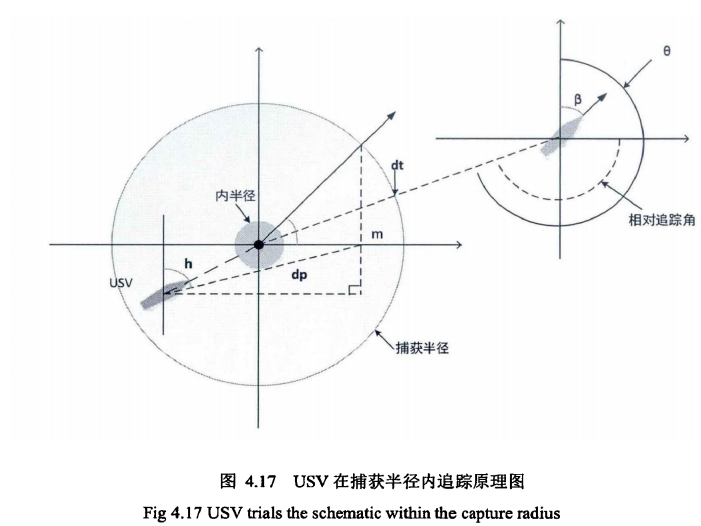 θ
β
dt
相对追踪角
内半径
m
h
dp
USV
捕获半径
图 4.17 USV 在捕获半径内追踪原理图
Fig 4.17 USV trials the schematic within the capture radius